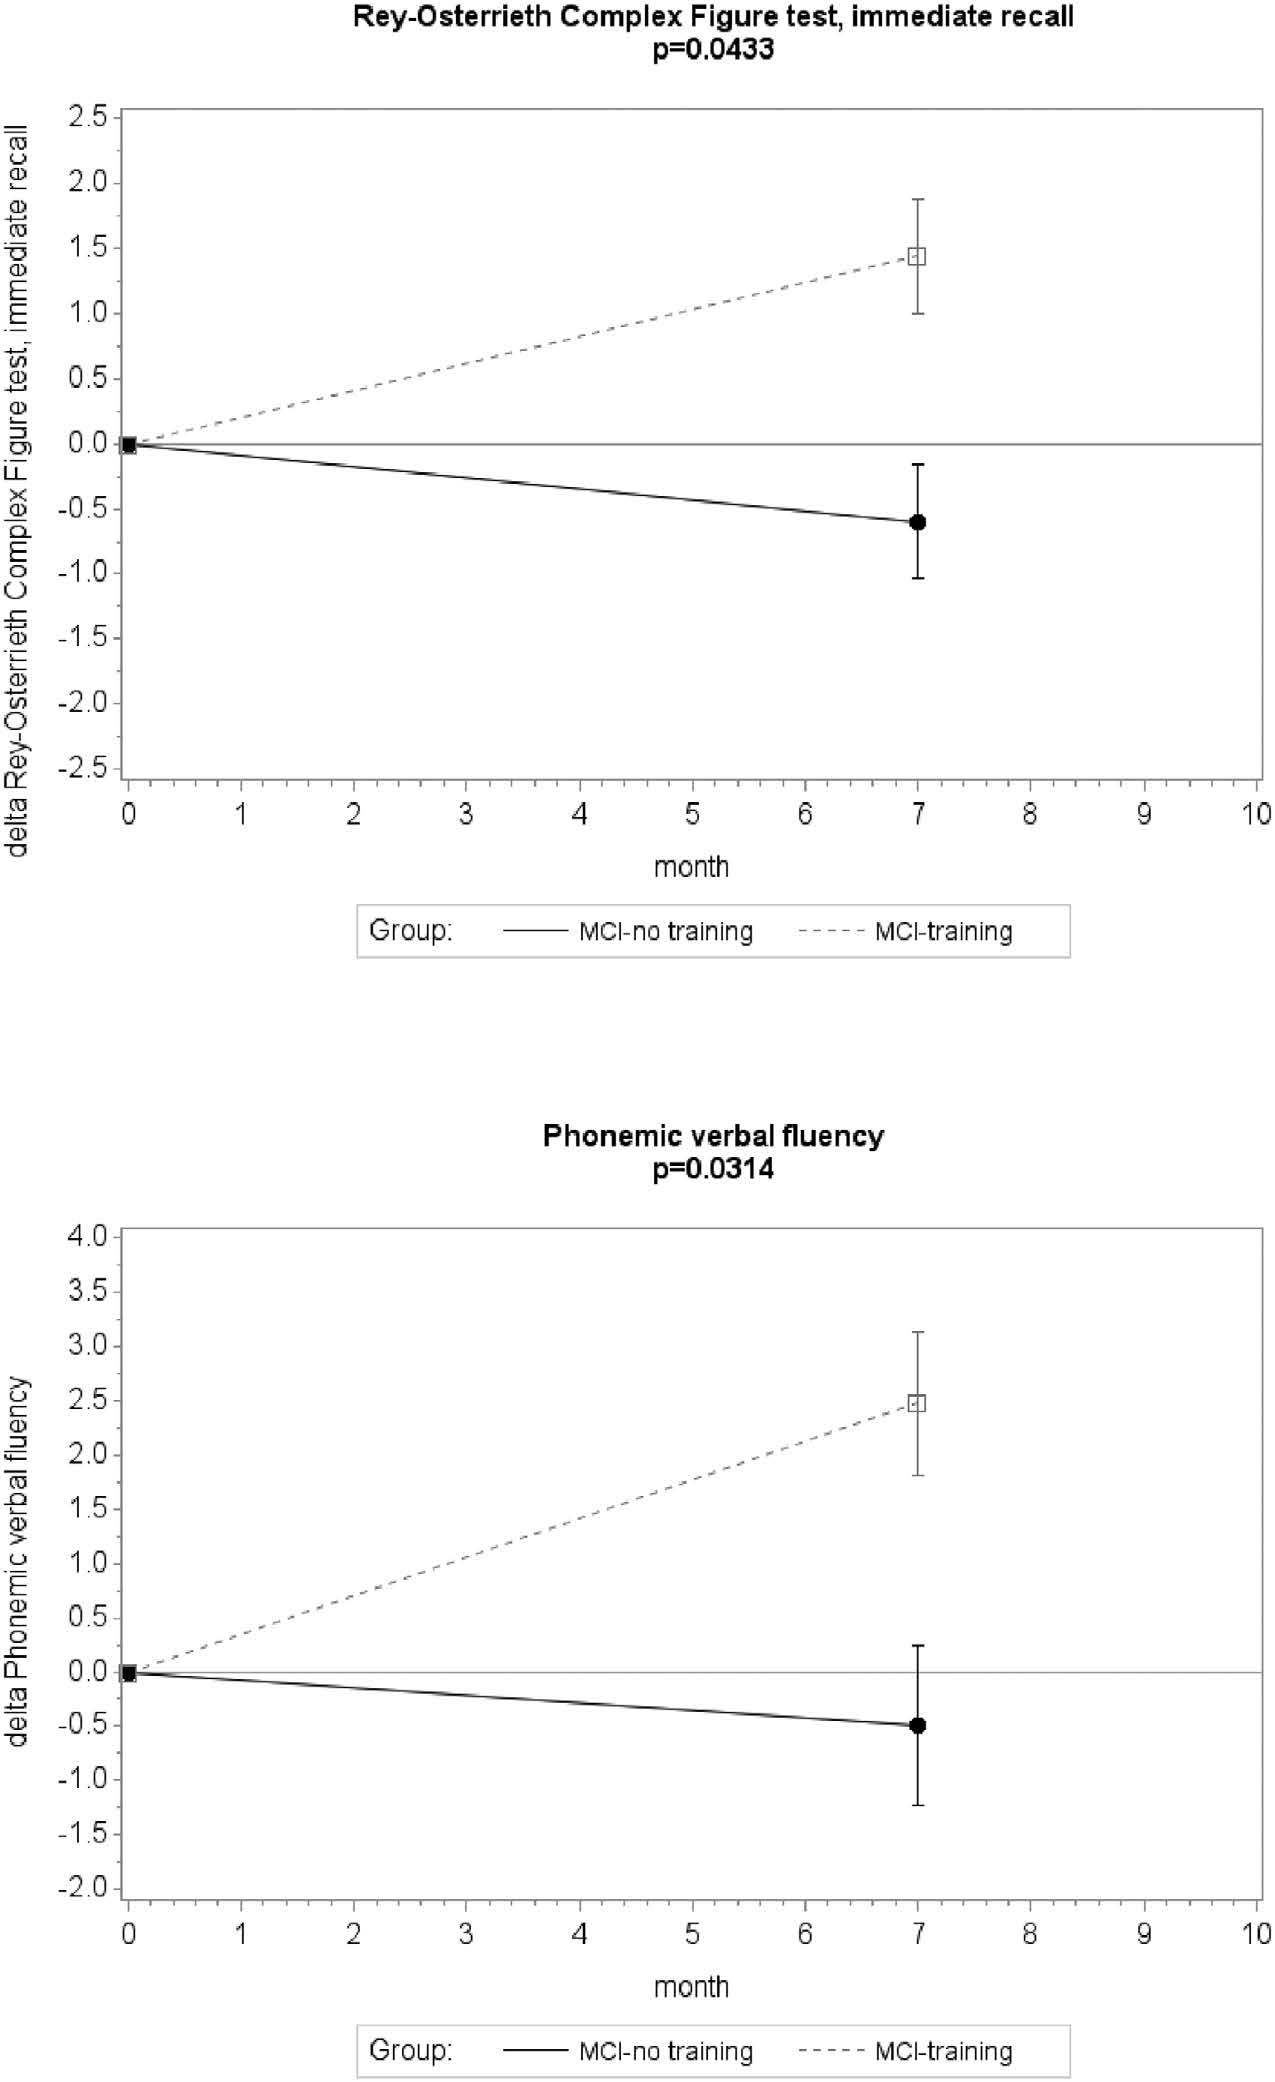 Rey-Osterrieth Complex Figure test, immediate recall
p=0.0433
delta Rey-Osterrieth Complex Figure test, immediate recall
2.5
2.0
1.5
1.0
0.5
0.0
-0.5
-1.0
-1.5
-2.0
-2.5
0 1 2 3 4 5 6 7 8 9 10
month
Group: MCI-no training MCI-training
Phonemic verbal fluency
p=0.0314
delta Phonemic verbal fluency
4.0
3.5
3.0
2.5
2.0
1.5
1.0
0.5
0.0
-0.5
-1.0
-1.5
-2.0
0 1 2 3 4 5 6 7 8 9 10
month
Group: MCI-no training MCI-training